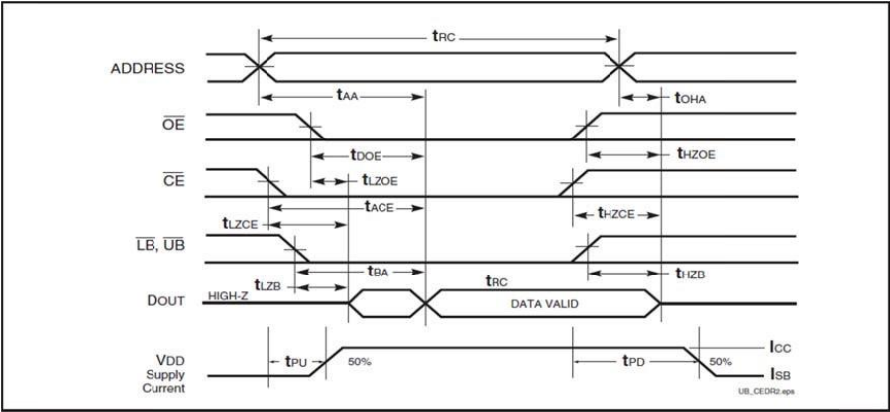 tRC
ADDRESS
tAA
tOHA
OE
tDOE
tHZOE
CE
tLZOE
tACE
tLZCE
tHZCE
LB, UB
tBA
tRC
tHZB
tLZB
DOUT
HIGH-Z
DATA VALID
VDD
Supply
Current
tPU
50%
tPD
50%
ICC
ISB
UB_CEDR2.eps